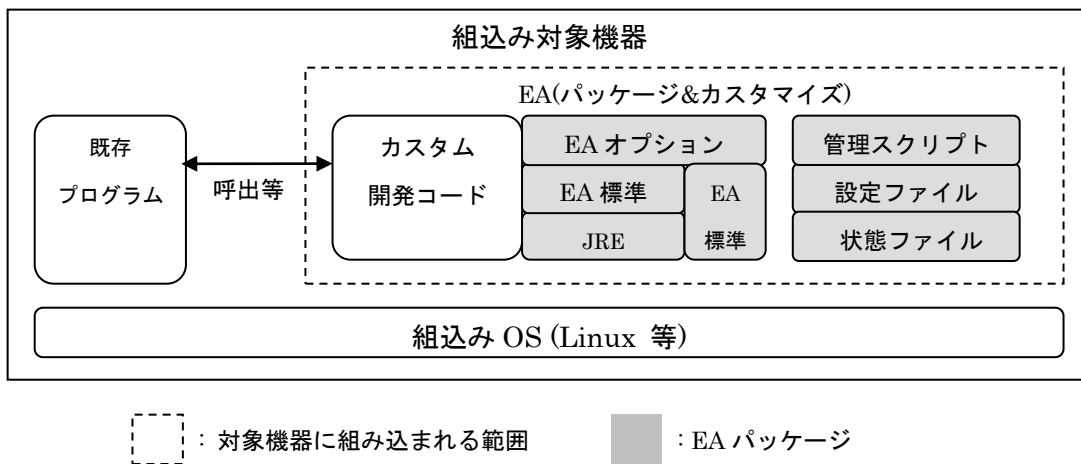 組込み対象機器
EA(パッケージ&カスタマイズ)
既存
プログラム
呼出等
カスタム
開発コード
EA オプション
EA 標準
JRE
EA
標準
管理スクリプト
設定ファイル
状態ファイル
組込み OS (Linux 等)
: 対象機器に組み込まれる範囲
: EA パッケージ